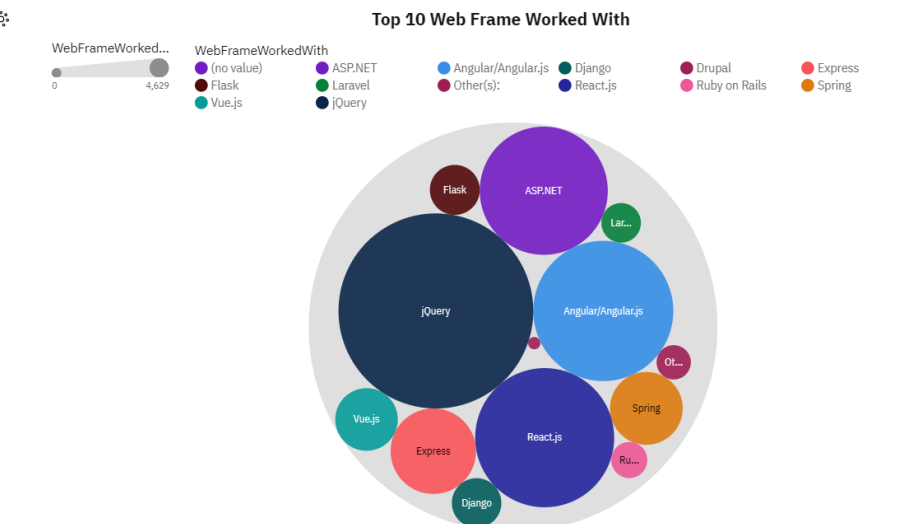 Top 10 Web Frame Worked With
WebFrameWorked...
0 4,629
WebFrameWorkedWith
(no value) ASP.NET Angular/Angular.js Django Drupal Express
Flask Laravel Other(s): React.js Ruby on Rails Spring
Vue.js jQuery
Flask
ASP.NET
Lar...
jQuery
Angular/Angular.js
Ot...
Spring
Vue.js
Express
React.js
Ru...
Django